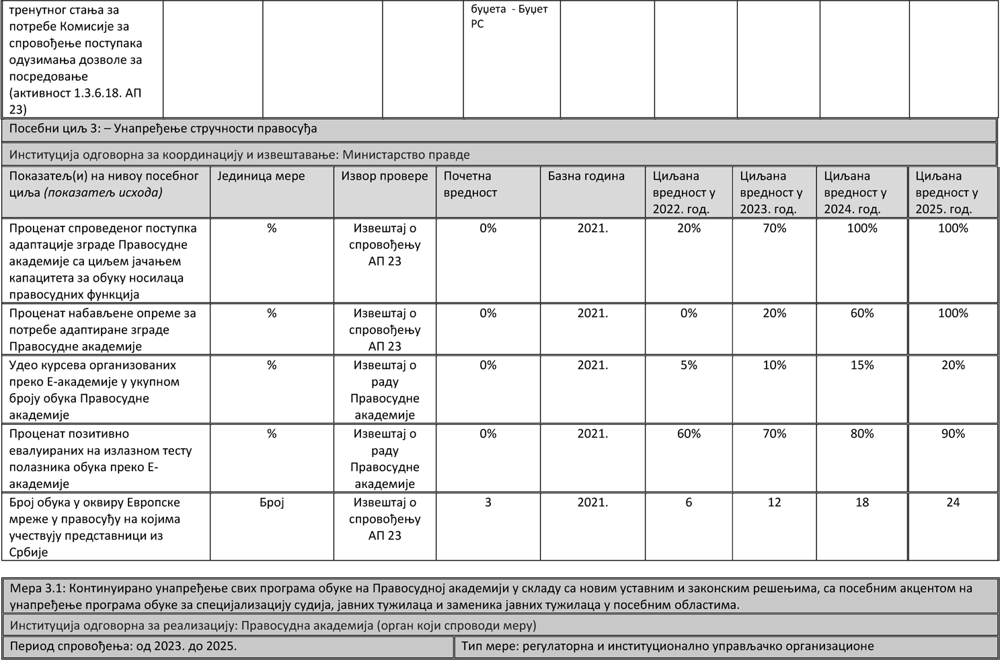 тренутног стања за
потребе Комисије за
спровођење поступака
одузимања дозволе за
посредовање
(активност 1.3.6.18. АП
23)
буџета - Буџет
РС
Посебни циљ 3: – Унапређење стручности правосуђа
Институција одговорна за координацију и извештавање: Министарство правде
Показатељ(и) на нивоу посебног
циља (показатељ исхода)
Јединица мере
Извор провере
Почетна
вредност
Базна година
Циљана
вредност у
2022. год.
Циљана
вредност у
2023. год.
Циљана
вредност у
2024. год.
Циљана
вредност у
2025. год.
Проценат спроведеног поступка
адаптације зграде Правосудне
академије са циљем јачањем
капацитета за обуку носилаца
правосудних функција
%
Извештај о
спровођењу
АП 23
0%
2021.
20%
70%
100%
100%
Проценат набављене опреме за
потребе адаптиране зграде
Правосудне академије
%
Извештај о
спровођењу
АП 23
0%
2021.
0%
20%
60%
100%
Удео курсева организованих
преко Е-академије у укупном
броју обука Правосудне
академије
%
Извештај о
раду
Правосудне
академије
0%
2021.
5%
10%
15%
20%
Проценат позитивно
евалуираних на излазном тесту
полазника обука преко Е-
академије
%
Извештај о
раду
Правосудне
академије
0%
2021.
60%
70%
80%
90%
Број обука у оквиру Европске
мреже у правосуђу на којима
учествују представници из
Србије
Број
Извештај о
спровођењу
АП 23
3
2021.
6
12
18
24
Мера 3.1: Континуирано унапређење свих програма обуке на Правосудној академији у складу са новим уставним и законским решењима, са посебним акцентом на
унапређење програма обуке за специјализацију судија, јавних тужилаца и заменика јавних тужилаца у посебним областима.
Институција одговорна за реализацију: Правосудна академија (орган који спроводи меру)
Период спровођења: од 2023. до 2025.
Тип мере: регулаторна и институционално управљачко организационе